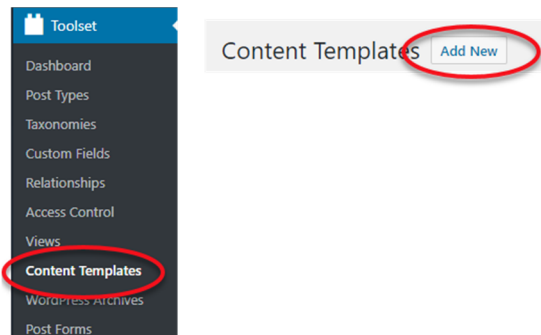 Toolset
Dashboard
Post Types
Taxonomies
Custom Fields
Relationships
Access Control
Views
Content Templates
WordPress Archives
Post Forms
Content Templates Add New